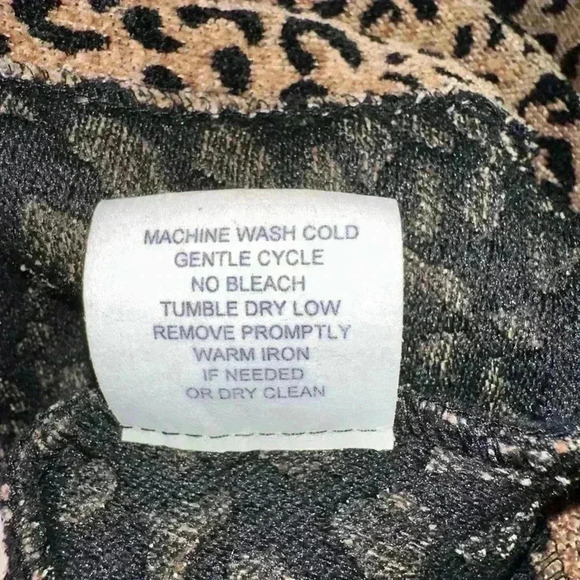 MACHINE WASH COLD
GENTLE CYCLE
NO BLEACH
TUMBLE DRY LOW
REMOVE PROMPTLY
WARM IRON
IF NEEDED
OR DRY CLEAN